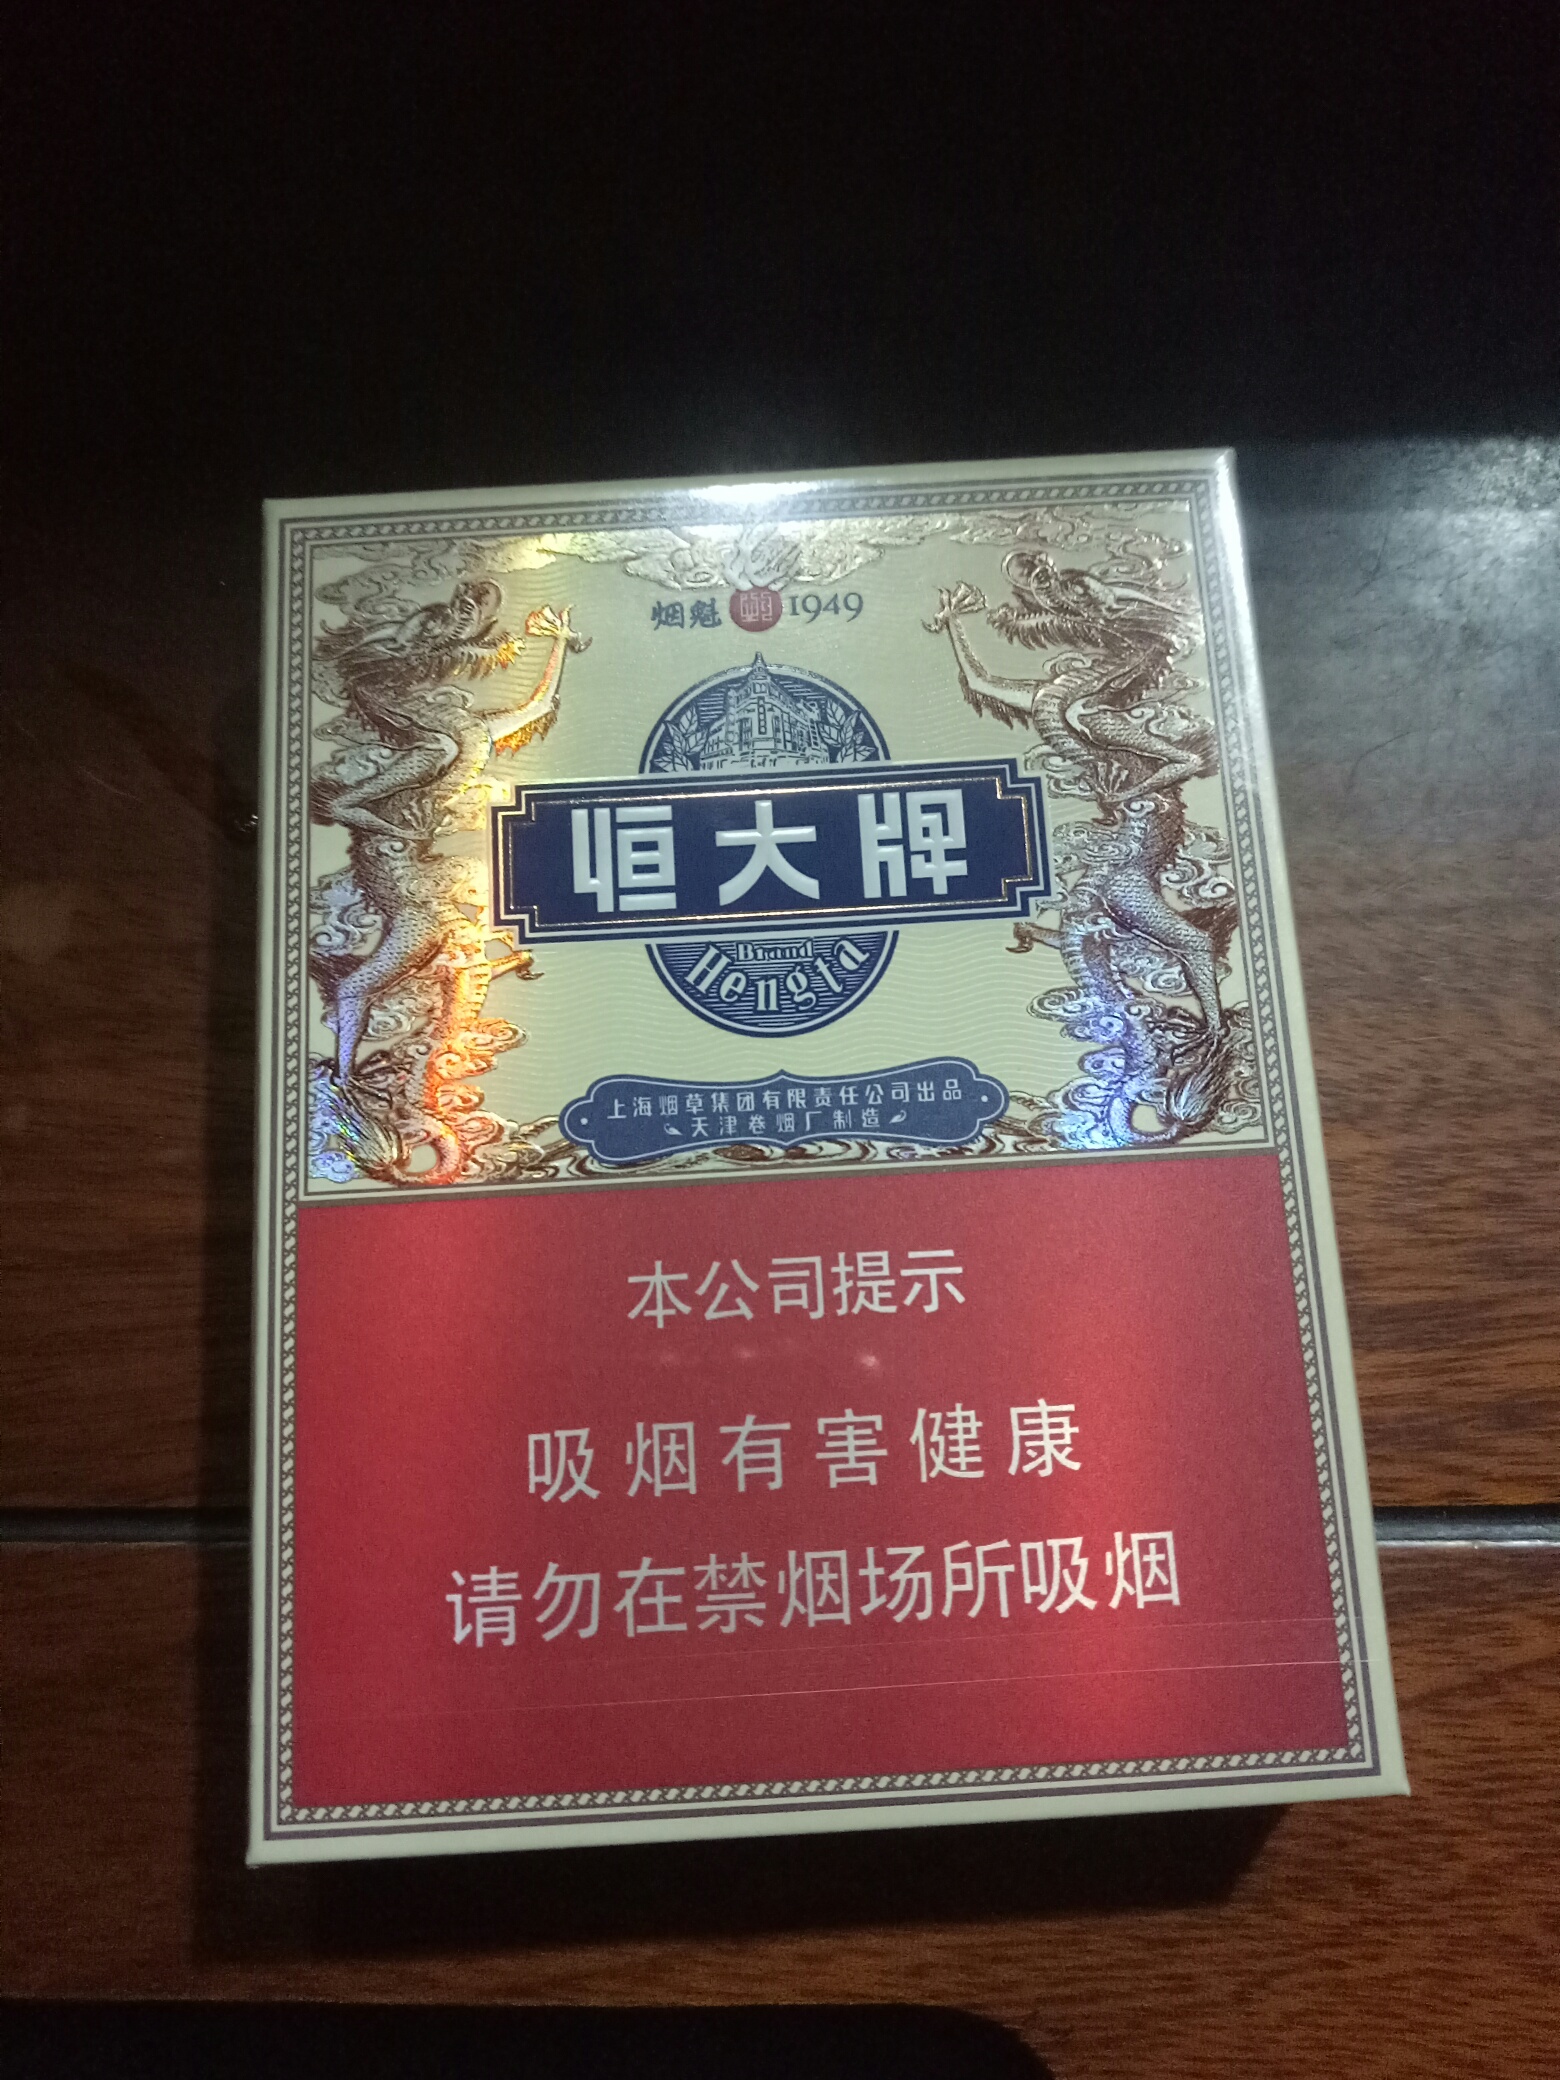 烟魁 1949
恒大牌
Brand
Hengta
上海烟草集团有限责任公司出品
天津卷烟厂制造
本公司提示
吸烟有害健康
请勿在禁烟场所吸烟